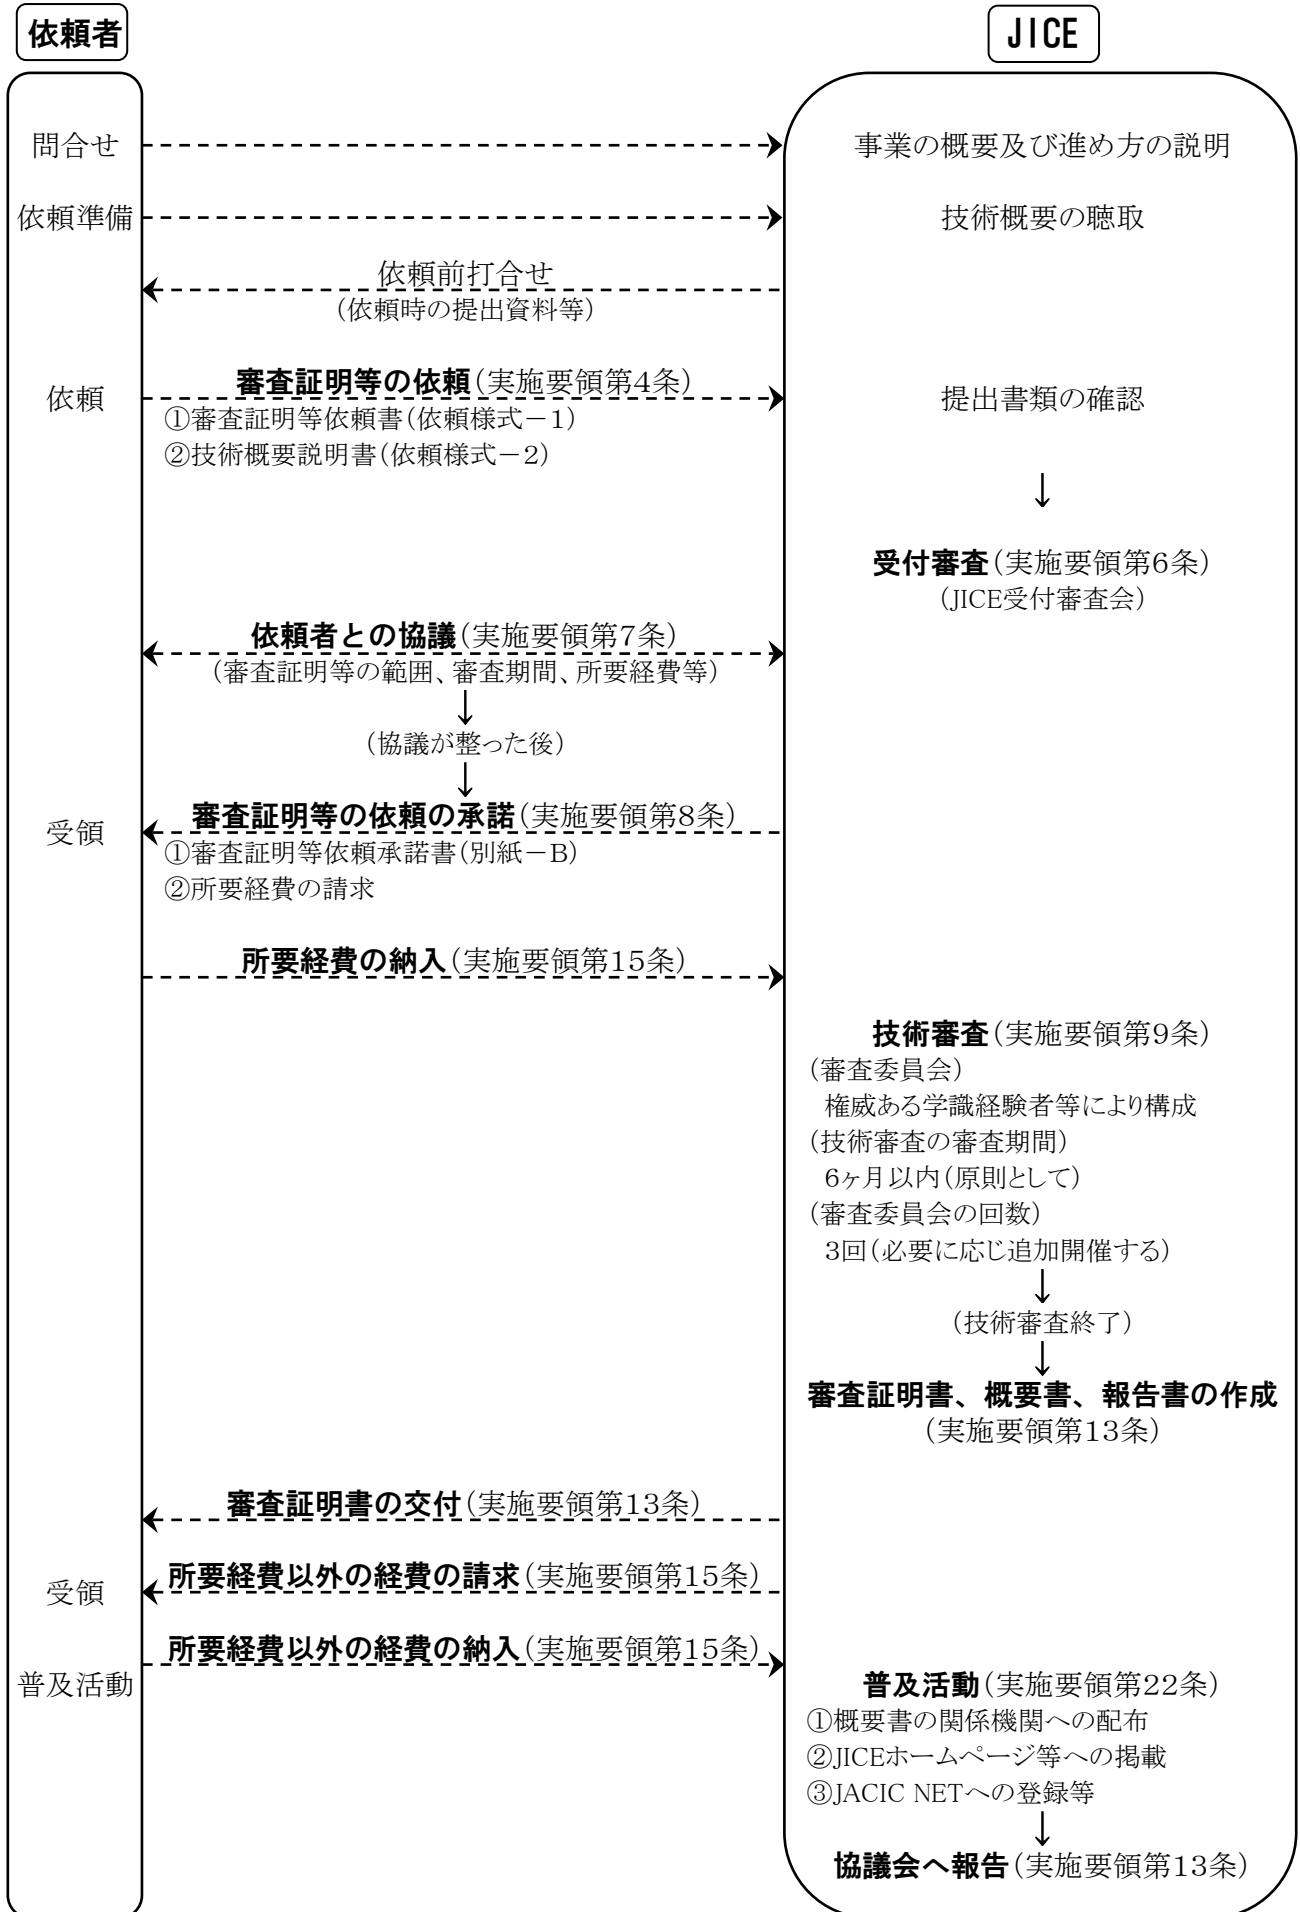 依頼者
JICE
問合せ
事業の概要及び進め方の説明
依頼準備
技術概要の聴取
依頼前打合せ
(依頼時の提出資料等)
依頼
審査証明等の依頼(実施要領第4条)
提出書類の確認
①審査証明等依頼書(依頼様式－1)
②技術概要説明書(依頼様式－2)
↓
受付審査(実施要領第6条)
(JICE受付審査会)
依頼者との協議(実施要領第7条)
(審査証明等の範囲、審査期間、所要経費等)
↓
(協議が整った後)
↓
受領
審査証明等の依頼の承諾(実施要領第8条)
①審査証明等依頼承諾書(別紙－B)
②所要経費の請求
所要経費の納入(実施要領第15条)
技術審査(実施要領第9条)
(審査委員会)
権威ある学識経験者等により構成
(技術審査の審査期間)
6ヶ月以内(原則として)
(審査委員会の回数)
3回(必要に応じ追加開催する)
↓
(技術審査終了)
↓
審査証明書、概要書、報告書の作成
(実施要領第13条)
審査証明書の交付(実施要領第13条)
受領
所要経費以外の経費の請求(実施要領第15条)
所要経費以外の経費の納入(実施要領第15条)
普及活動
普及活動(実施要領第22条)
①概要書の関係機関への配布
②JICEホームページ等への掲載
③JACIC NETへの登録等
↓
協議会へ報告(実施要領第13条)